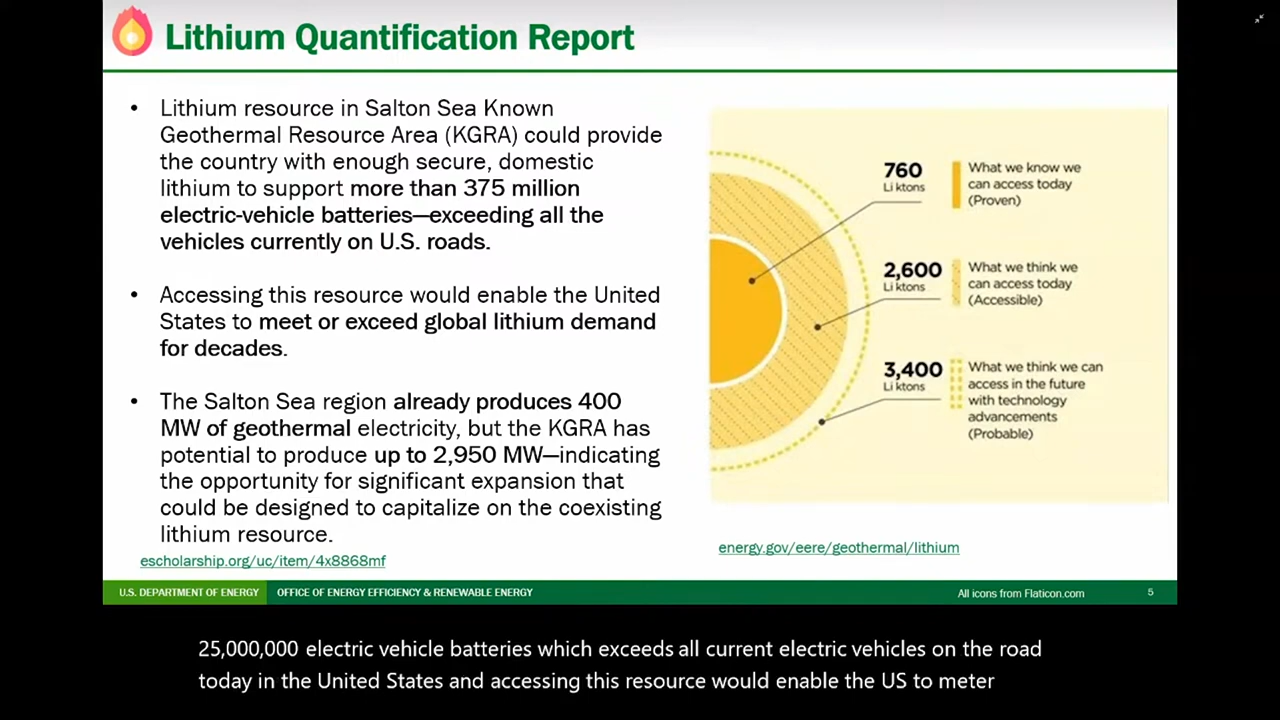 Lithium Quantification Report
• Lithium resource in Salton Sea Known
Geothermal Resource Area (KGRA) could provide
the country with enough secure, domestic
lithium to support more than 375 million
electric-vehicle batteries—exceeding all the
vehicles currently on U.S. roads.
• Accessing this resource would enable the United
States to meet or exceed global lithium demand
for decades.
• The Salton Sea region already produces 400
MW of geothermal electricity, but the KGRA has
potential to produce up to 2,950 MW—indicating
the opportunity for significant expansion that
could be designed to capitalize on the coexisting
lithium resource.
escholarship.org/uc/item/4x8868mf
760
Li ktons
What we know we
can access today
(Proven)
2,600
Li ktons
What we think we
can access today
(Accessible)
3,400
Li ktons
What we think we can
access in the future
with technology
advancements
(Probable)
energy.gov/eere/geothermal/lithium
U.S. DEPARTMENT OF ENERGY OFFICE OF ENERGY EFFICIENCY & RENEWABLE ENERGY All icons from Flaticon.com 5
25,000,000 electric vehicle batteries which exceeds all current electric vehicles on the road
today in the United States and accessing this resource would enable the US to meter